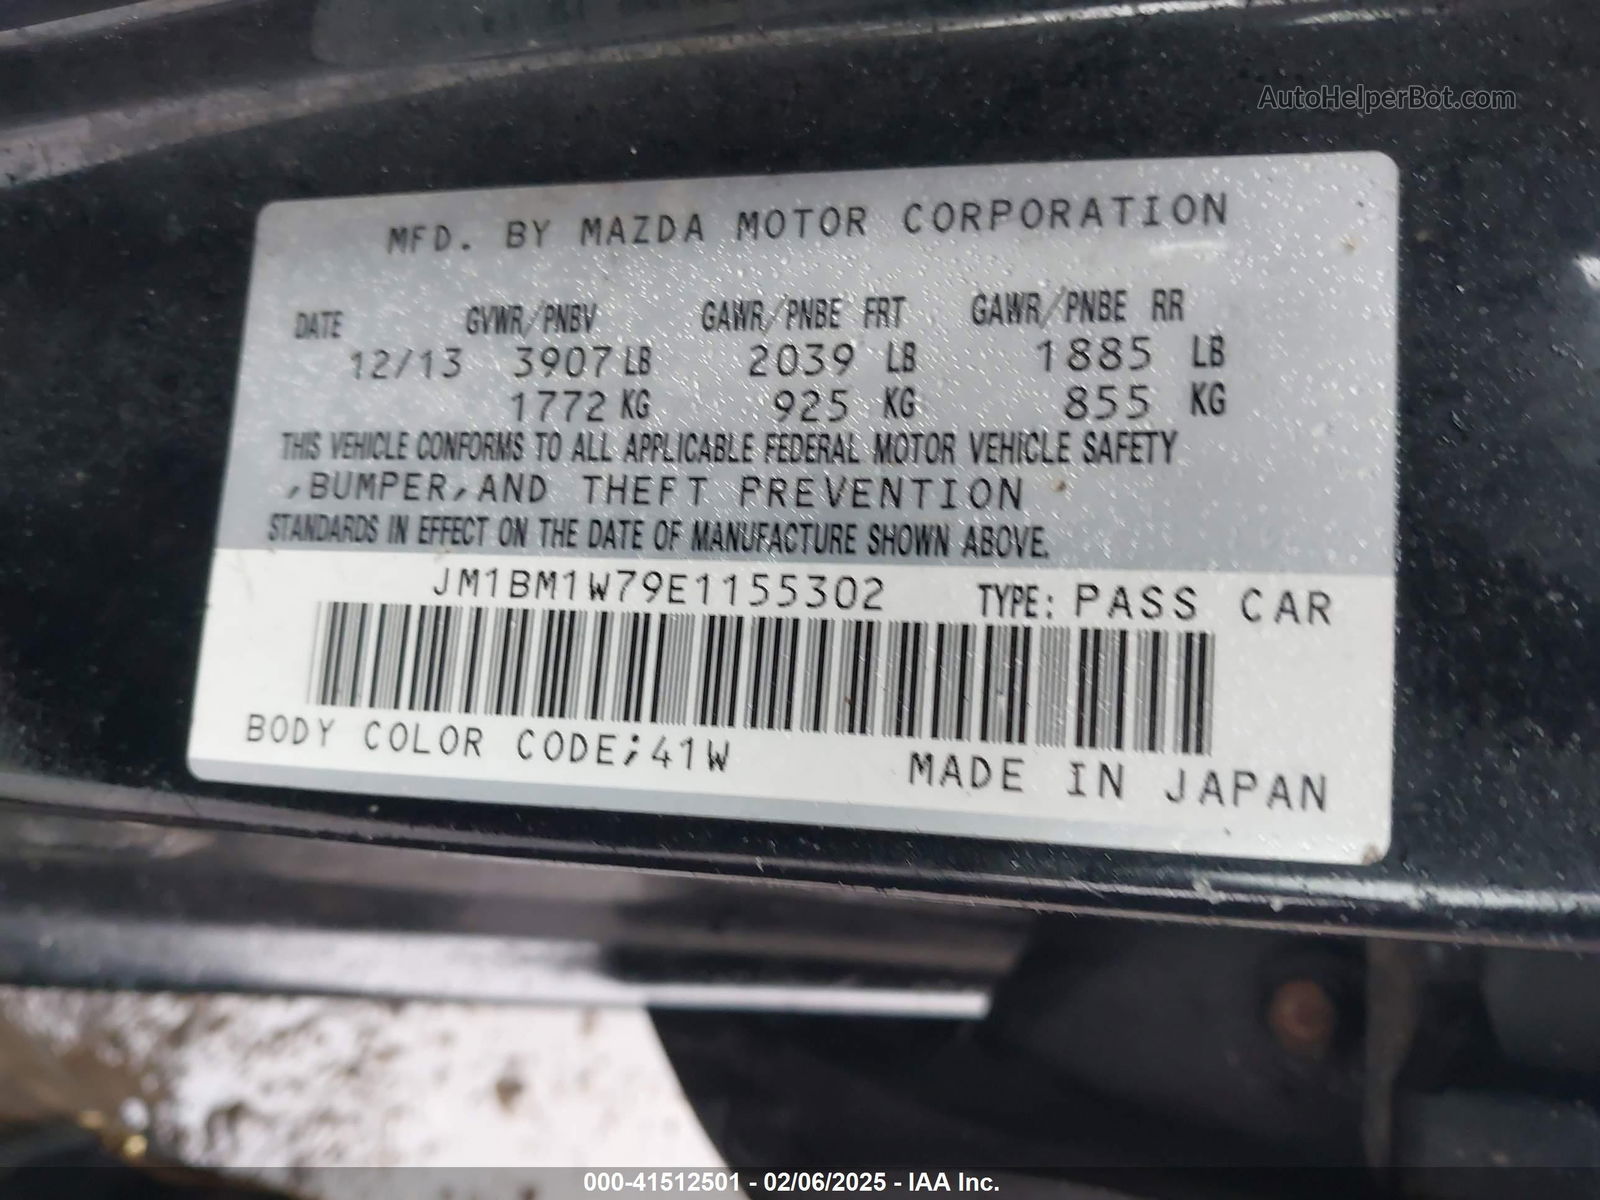 AutoHelperBot.com
MFD. BY MAZDA MOTOR CORPORATION
DATE GVWR/PNBV GAWR/PNBE FRT GAWR/PNBE RR
12/13 3907 LB 2039 LB 1885 LB
1772 KG 925 KG 855 KG
THIS VEHICLE CONFORMS TO ALL APPLICABLE FEDERAL MOTOR VEHICLE SAFETY
,BUMPER,AND THEFT PREVENTION
STANDARDS IN EFFECT ON THE DATE OF MANUFACTURE SHOWN ABOVE.
JM1BM1W79E1155302 TYPE: PASS CAR
BODY COLOR CODE;41W MADE IN JAPAN
000-41512501 - 02/06/2025 - IAA Inc.